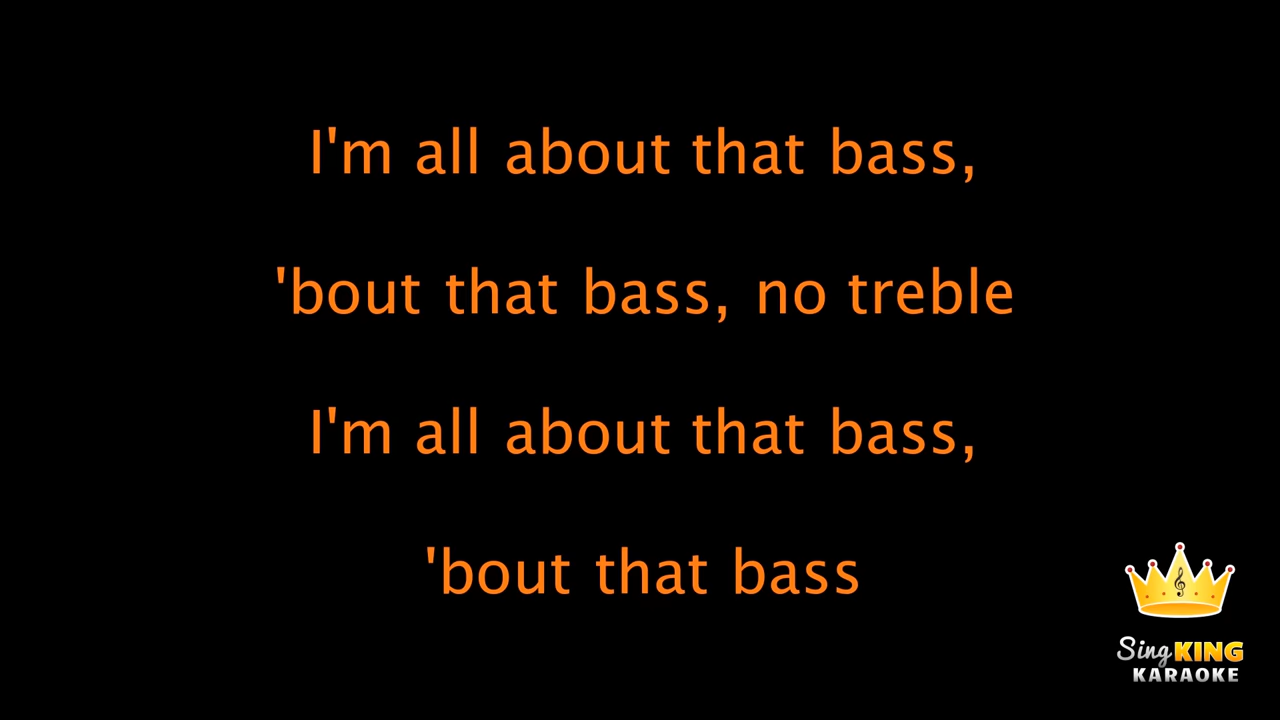 I'm all about that bass,
'bout that bass, no treble
I'm all about that bass,
'bout that bass
Sing KING
KARAOKE